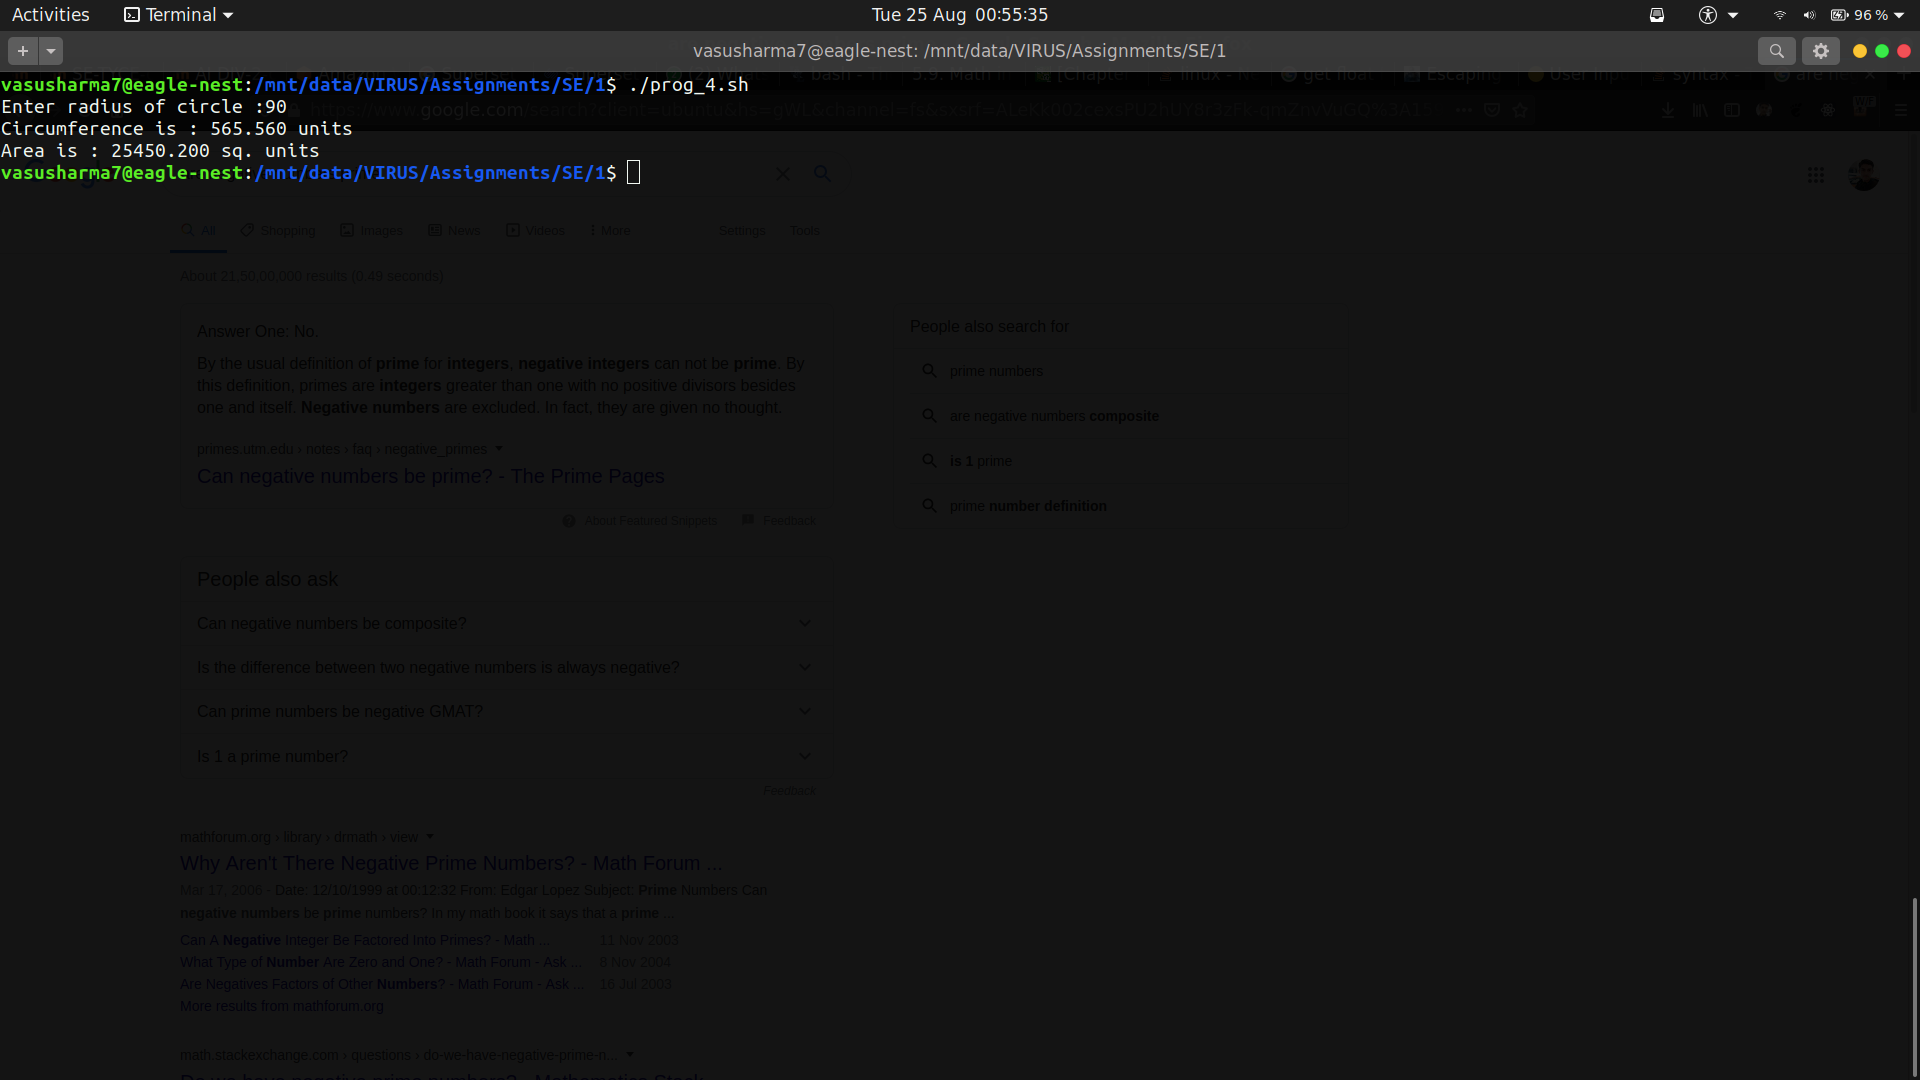 Activities Terminal Tue 25 Aug 00:55:35 96 %
vasusharma7@eagle-nest: /mnt/data/VIRUS/Assignments/SE/1
vasusharma7@eagle-nest:/mnt/data/VIRUS/Assignments/SE/1$ ./prog_4.sh
Enter radius of circle :90
Circumference is : 565.560 units
Area is : 25450.200 sq. units
vasusharma7@eagle-nest:/mnt/data/VIRUS/Assignments/SE/1$
All Shopping Images News Videos More Settings Tools
About 21,50,00,000 results (0.49 seconds)
Answer One: No.
By the usual definition of prime for integers, negative integers can not be prime. By
this definition, primes are integers greater than one with no positive divisors besides
one and itself. Negative numbers are excluded. In fact, they are given no thought.
primes.utm.edu › notes › faq › negative_primes
Can negative numbers be prime? - The Prime Pages
About Featured Snippets Feedback
People also search for
prime numbers
are negative numbers composite
is 1 prime
prime number definition
People also ask
Can negative numbers be composite?
Is the difference between two negative numbers is always negative?
Can prime numbers be negative GMAT?
Is 1 a prime number?
Feedback
mathforum.org › library › drmath › view
Why Aren't There Negative Prime Numbers? - Math Forum ...
Mar 17, 2006 - Date: 12/10/1999 at 00:12:32 From: Edgar Lopez Subject: Prime Numbers Can
negative numbers be prime numbers? In my math book it says that a prime ...
Can A Negative Integer Be Factored Into Primes? - Math ... 11 Nov 2003
What Type of Number Are Zero and One? - Math Forum - Ask ... 8 Nov 2004
Are Negatives Factors of Other Numbers? - Math Forum - Ask ... 16 Jul 2003
More results from mathforum.org
math.stackexchange.com › questions › do-we-have-negative-prime-n...